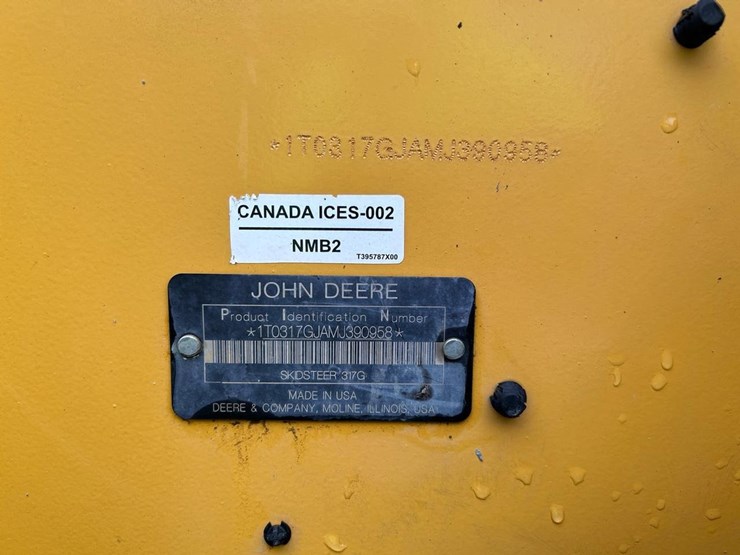 *1T0317GJAMJ390958*
CANADA ICES-002
NMB2
T395787X00
JOHN DEERE
Product Identification Number
*1T0317GJAMJ390958*
SKIDSTEER 317G
MADE IN USA
DEERE & COMPANY, MOLINE, ILLINOIS, USA